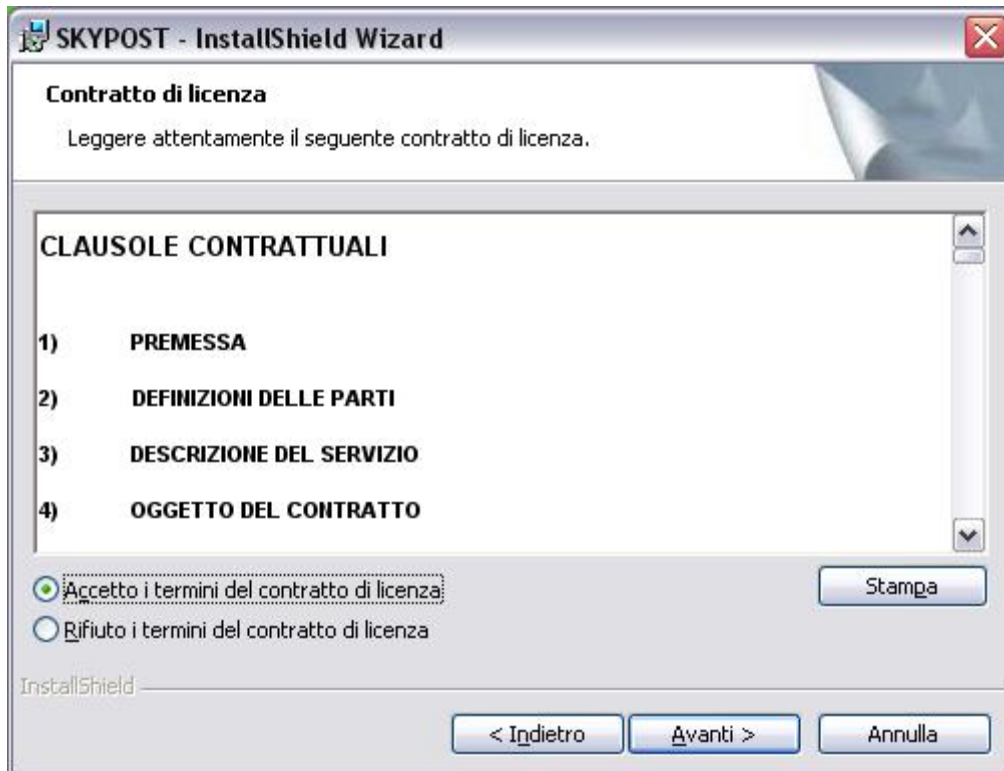 SKYPOST - InstallShield Wizard
Contratto di licenza
Leggere attentamente il seguente contratto di licenza.
CLAUSOLE CONTRATTUALI
1) PREMESSA
2) DEFINIZIONI DELLE PARTI
3) DESCRIZIONE DEL SERVIZIO
4) OGGETTO DEL CONTRATTO
Accetto i termini del contratto di licenza
Stampa
Rifiuto i termini del contratto di licenza
InstallShield
< Indietro Avanti > Annulla